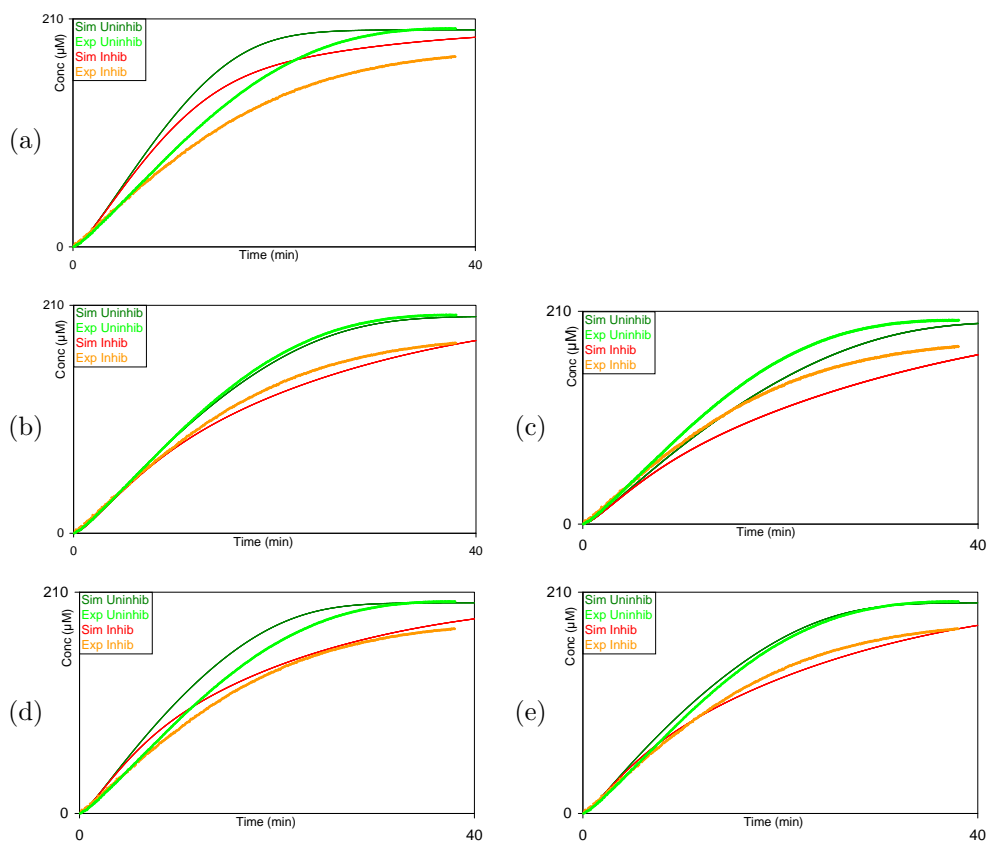 (a)
210
Conc (µM)
Sim Uninhib
Exp Uninhib
Sim Inhib
Exp Inhib
0
0
Time (min)
40
(b)
210
Conc (µM)
Sim Uninhib
Exp Uninhib
Sim Inhib
Exp Inhib
0
0
Time (min)
40
(c)
210
Conc (µM)
Sim Uninhib
Exp Uninhib
Sim Inhib
Exp Inhib
0
0
Time (min)
40
(d)
210
Conc (µM)
Sim Uninhib
Exp Uninhib
Sim Inhib
Exp Inhib
0
0
Time (min)
40
(e)
210
Conc (µM)
Sim Uninhib
Exp Uninhib
Sim Inhib
Exp Inhib
0
0
Time (min)
40